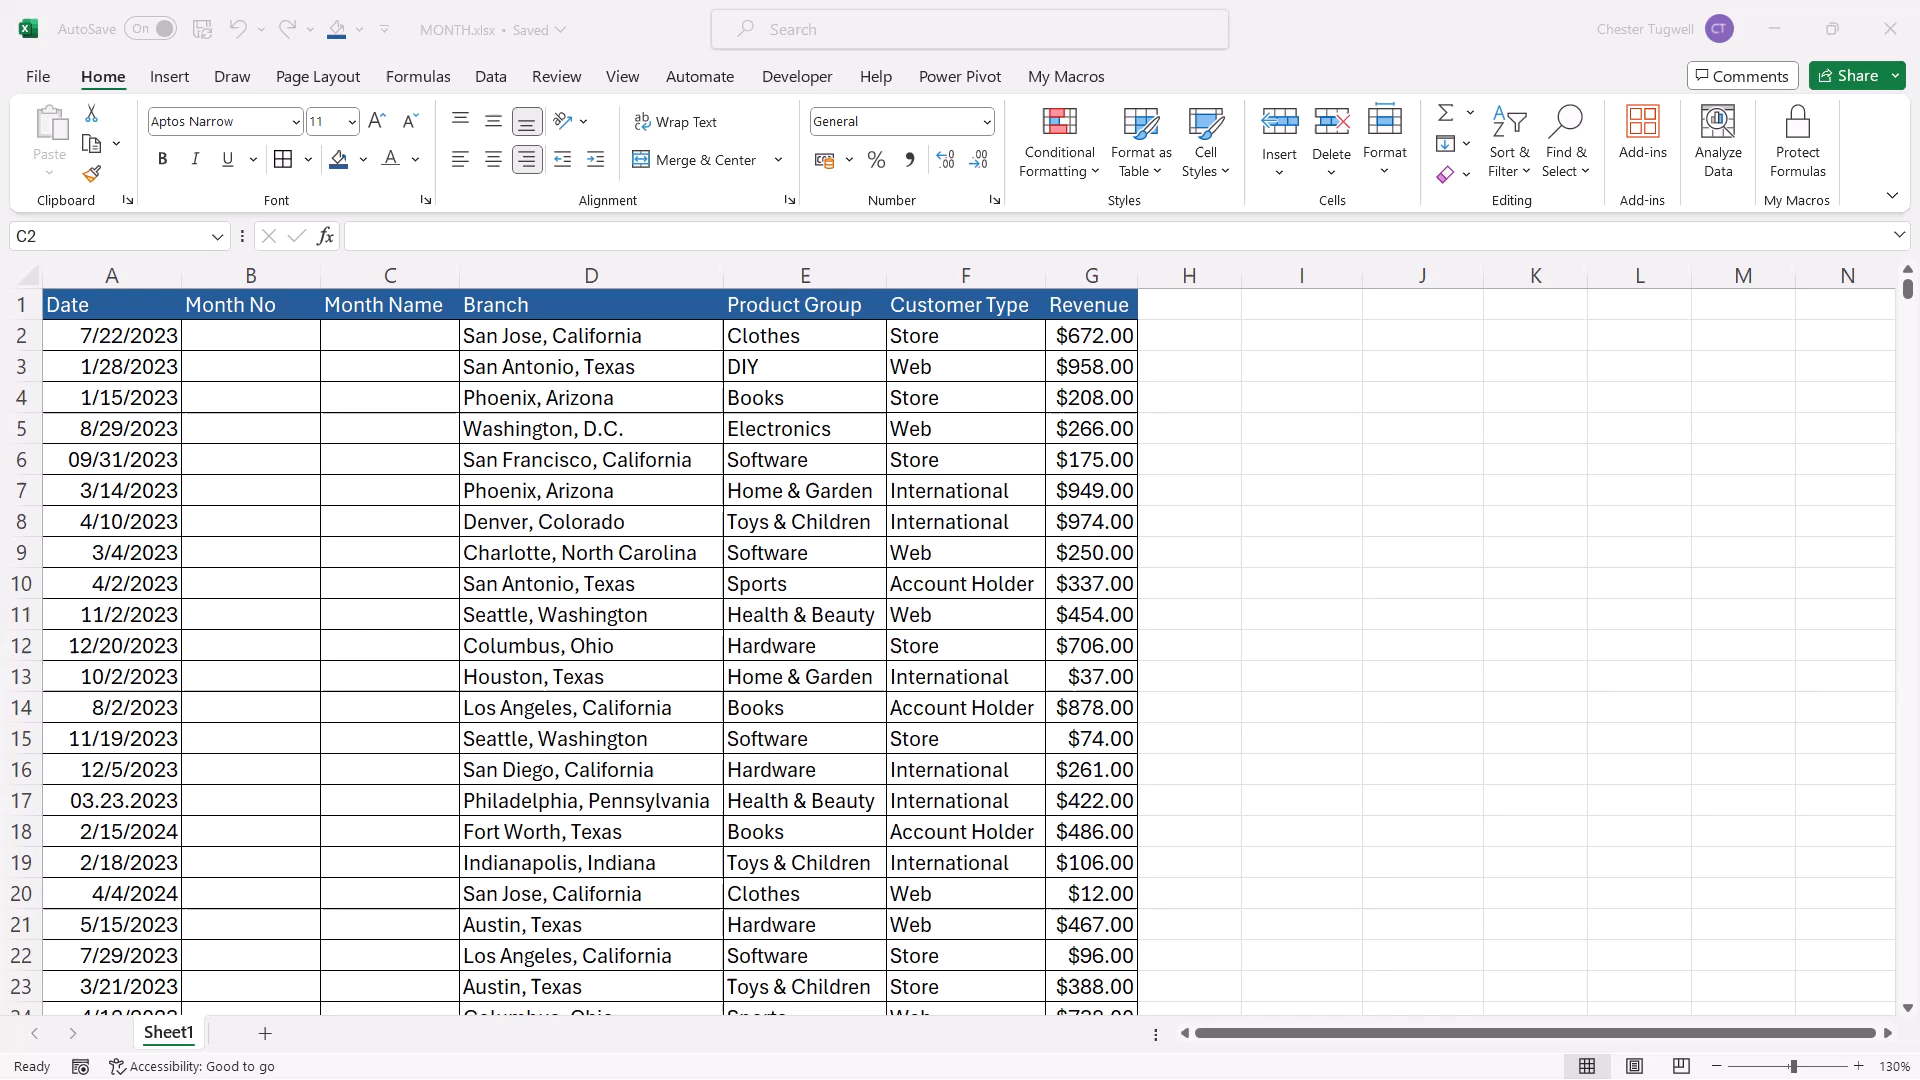 AutoSave On MONTH.xlsx • Saved Search Chester Tugwell CT
File Home Insert Draw Page Layout Formulas Data Review View Automate Developer Help Power Pivot My Macros Comments Share
Paste Aptos Narrow 11 Wrap Text General Conditional Formatting Format as Table Cell Styles Insert Delete Format Sort & Filter Find & Select Add-ins Analyze Data Protect Formulas
B I U A Merge & Center %
Clipboard Font Alignment Number Styles Cells Editing Add-ins My Macros
C2 fx
A B C D E F G H I J K L M N
1 Date Month No Month Name Branch Product Group Customer Type Revenue
2 7/22/2023 San Jose, California Clothes Store $672.00
3 1/28/2023 San Antonio, Texas DIY Web $958.00
4 1/15/2023 Phoenix, Arizona Books Store $208.00
5 8/29/2023 Washington, D.C. Electronics Web $266.00
6 09/31/2023 San Francisco, California Software Store $175.00
7 3/14/2023 Phoenix, Arizona Home & Garden International $949.00
8 4/10/2023 Denver, Colorado Toys & Children International $974.00
9 3/4/2023 Charlotte, North Carolina Software Web $250.00
10 4/2/2023 San Antonio, Texas Sports Account Holder $337.00
11 11/2/2023 Seattle, Washington Health & Beauty Web $454.00
12 12/20/2023 Columbus, Ohio Hardware Store $706.00
13 10/2/2023 Houston, Texas Home & Garden International $37.00
14 8/2/2023 Los Angeles, California Books Account Holder $878.00
15 11/19/2023 Seattle, Washington Software Store $74.00
16 12/5/2023 San Diego, California Hardware International $261.00
17 03.23.2023 Philadelphia, Pennsylvania Health & Beauty International $422.00
18 2/15/2024 Fort Worth, Texas Books Account Holder $486.00
19 2/18/2023 Indianapolis, Indiana Toys & Children International $106.00
20 4/4/2024 San Jose, California Clothes Web $12.00
21 5/15/2023 Austin, Texas Hardware Web $467.00
22 7/29/2023 Los Angeles, California Software Store $96.00
23 3/21/2023 Austin, Texas Toys & Children Store $388.00
Sheet1
Ready Accessibility: Good to go 130%